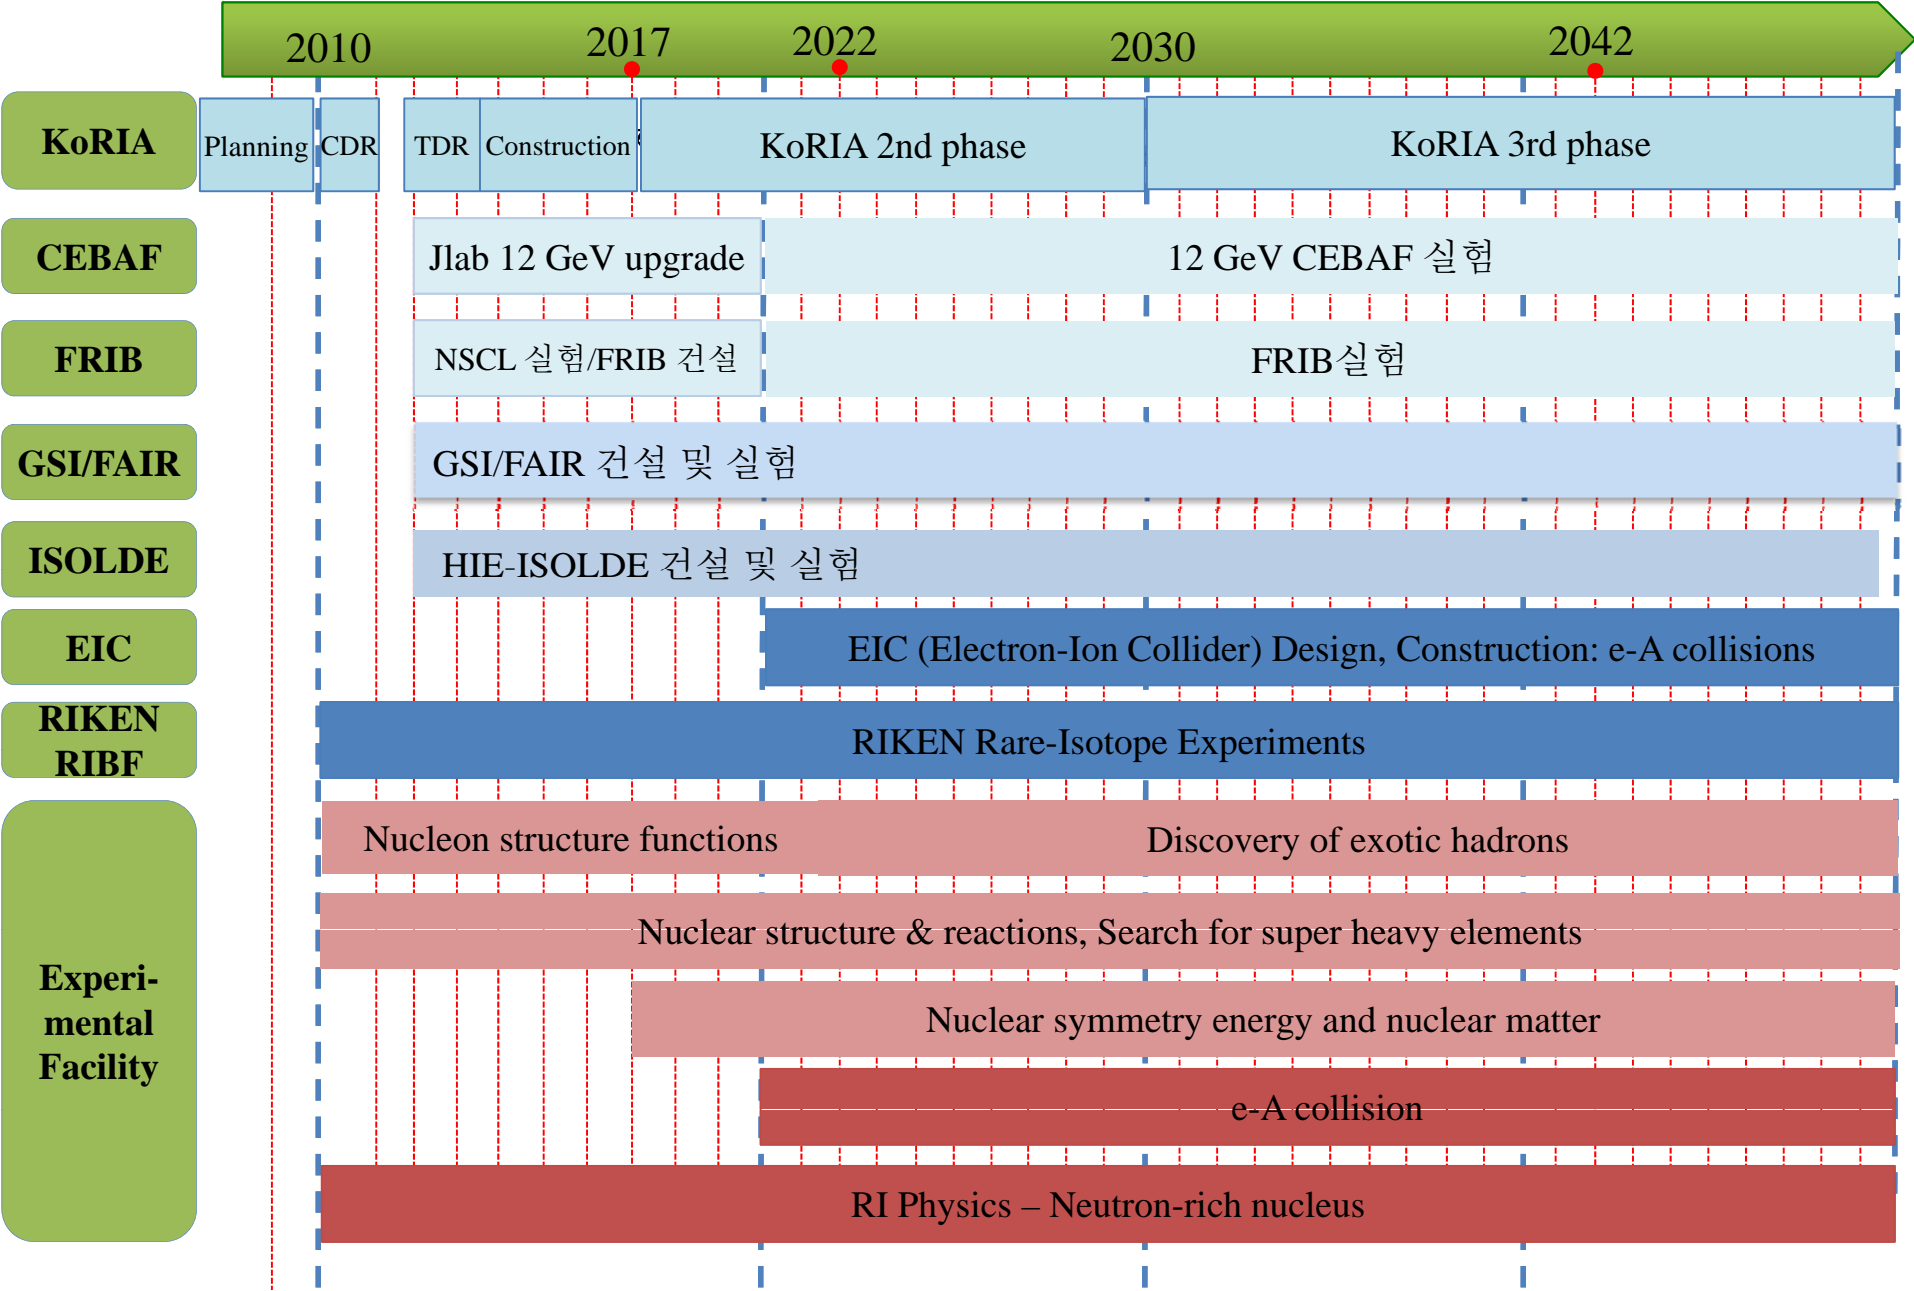 2010 2017 2022 2030 2042
KoRIA
Planning CDR TDR Construction KoRIA 2nd phase KoRIA 3rd phase
CEBAF
Jlab 12 GeV upgrade 12 GeV CEBAF 실험
FRIB
NSCL 실험/FRIB 건설 FRIB실험
GSI/FAIR
GSI/FAIR 건설 및 실험
ISOLDE
HIE-ISOLDE 건설 및 실험
EIC
EIC (Electron-Ion Collider) Design, Construction: e-A collisions
RIKEN
RIBF
RIKEN Rare-Isotope Experiments
Experi-
mental
Facility
Nucleon structure functions Discovery of exotic hadrons
Nuclear structure & reactions, Search for super heavy elements
Nuclear symmetry energy and nuclear matter
e-A collision
RI Physics – Neutron-rich nucleus